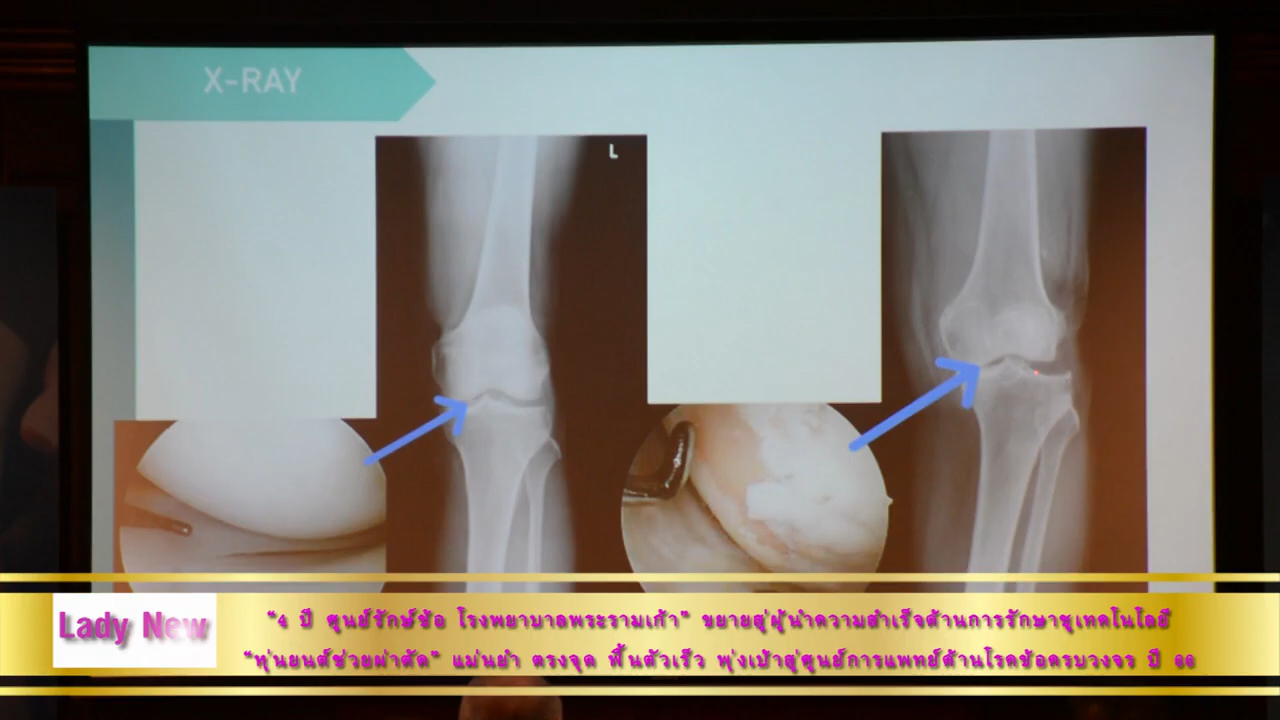 X-RAY
L
Lady New
“4 ปี ศูนย์รักษ์ข้อ โรงพยาบาลพระรามเก้า” ขยายสู่ผู้นำความสำเร็จด้านการรักษาชูเทคโนโลยี
“หุ่นยนต์ช่วยผ่าตัด” แม่นยำ ตรงจุด ฟื้นตัวเร็ว พุ่งเป้าสู่ศูนย์การแพทย์ด้านโรคข้อครบวงจร ปี 66